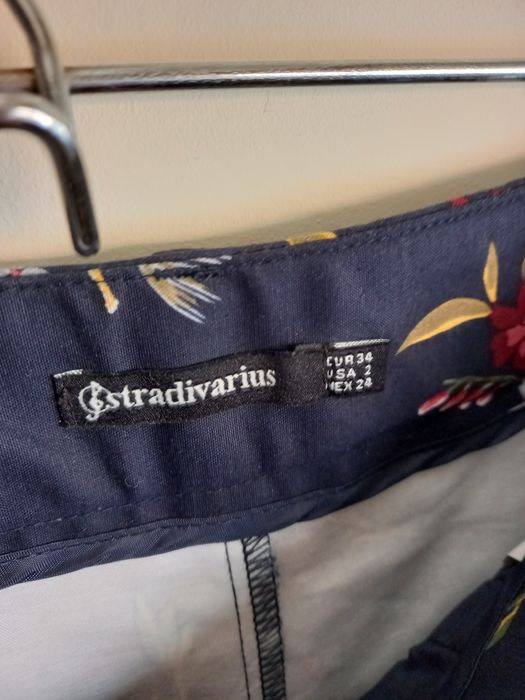 stradivarius
EUR 34
USA 2
MEX 24